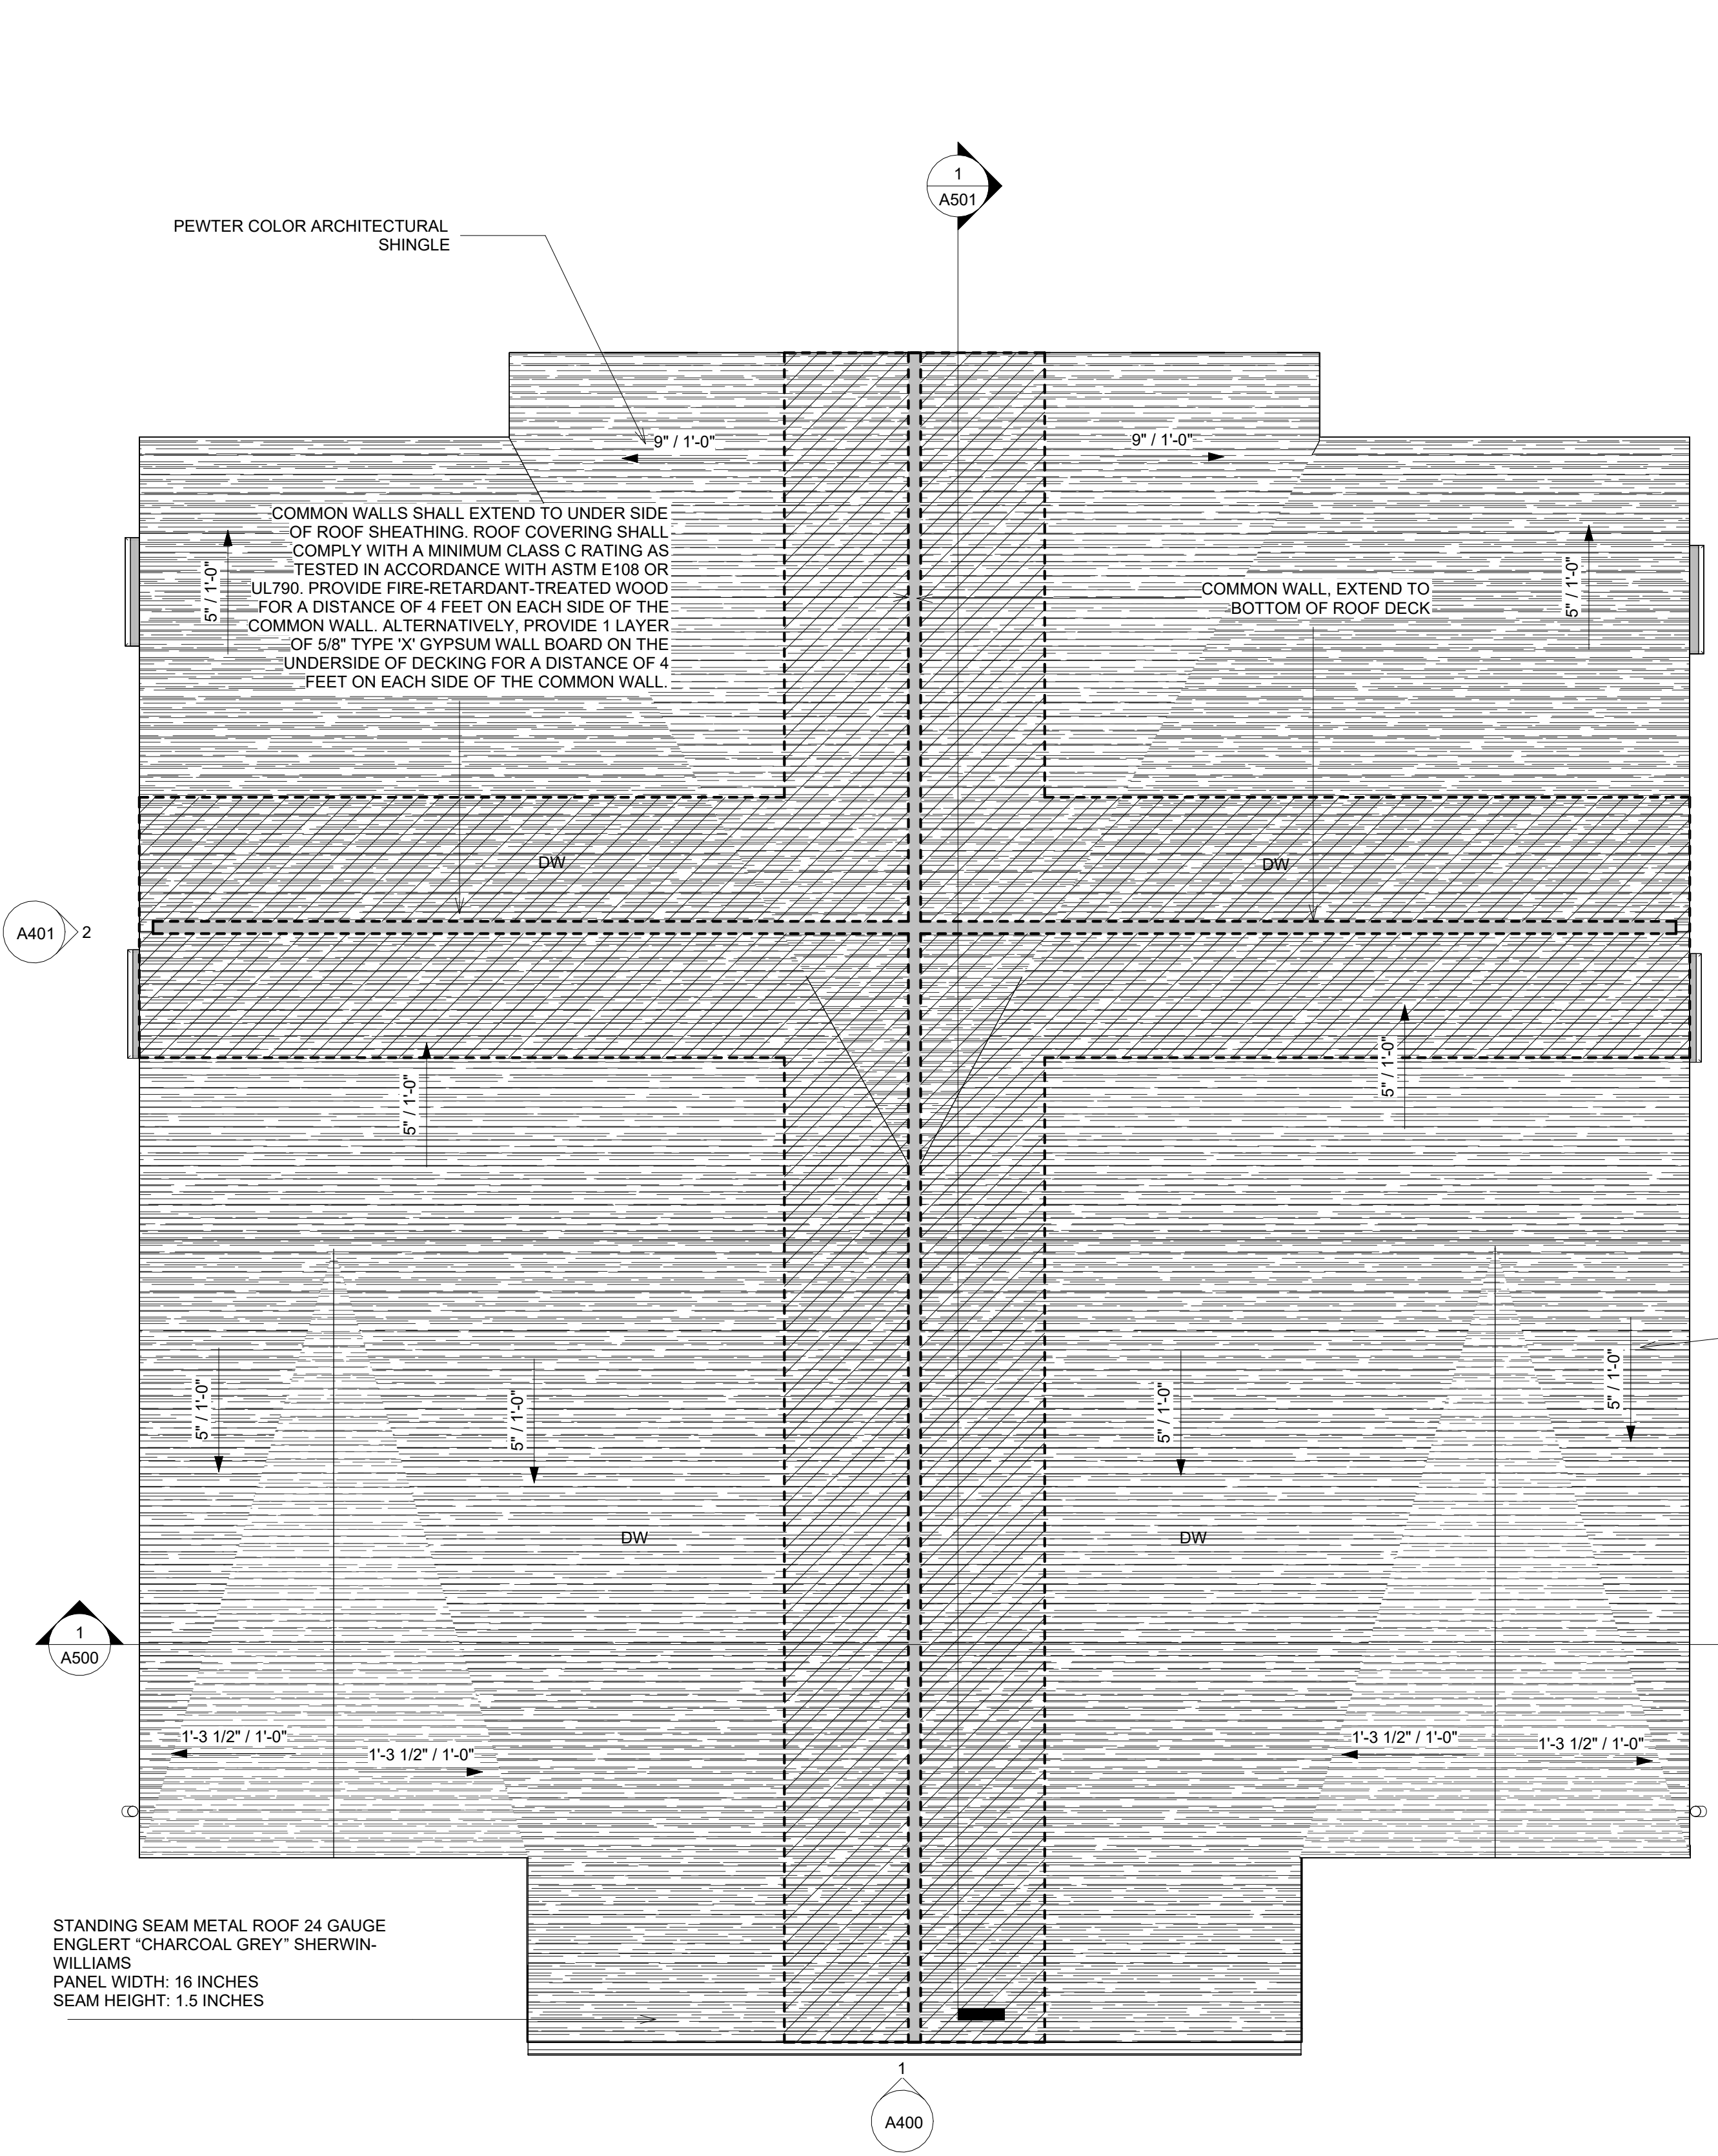 1
A501
PEWTER COLOR ARCHITECTURAL
SHINGLE
9" / 1'-0"
9" / 1'-0"
COMMON WALLS SHALL EXTEND TO UNDER SIDE
OF ROOF SHEATHING. ROOF COVERING SHALL
COMPLY WITH A MINIMUM CLASS C RATING AS
TESTED IN ACCORDANCE WITH ASTM E108 OR
UL790. PROVIDE FIRE-RETARDANT-TREATED WOOD
FOR A DISTANCE OF 4 FEET ON EACH SIDE OF THE
COMMON WALL. ALTERNATIVELY, PROVIDE 1 LAYER
OF 5/8" TYPE 'X' GYPSUM WALL BOARD ON THE
UNDERSIDE OF DECKING FOR A DISTANCE OF 4
FEET ON EACH SIDE OF THE COMMON WALL.
5" / 1'-0"
COMMON WALL, EXTEND TO
BOTTOM OF ROOF DECK
5" / 1'-0"
DW
DW
A401
2
5" / 1'-0"
5" / 1'-0"
5" / 1'-0"
5" / 1'-0"
5" / 1'-0"
5" / 1'-0"
DW
DW
1
A500
1'-3 1/2" / 1'-0"
1'-3 1/2" / 1'-0"
1'-3 1/2" / 1'-0"
1'-3 1/2" / 1'-0"
STANDING SEAM METAL ROOF 24 GAUGE
ENGLERT “CHARCOAL GREY” SHERWIN-
WILLIAMS
PANEL WIDTH: 16 INCHES
SEAM HEIGHT: 1.5 INCHES
1
A400